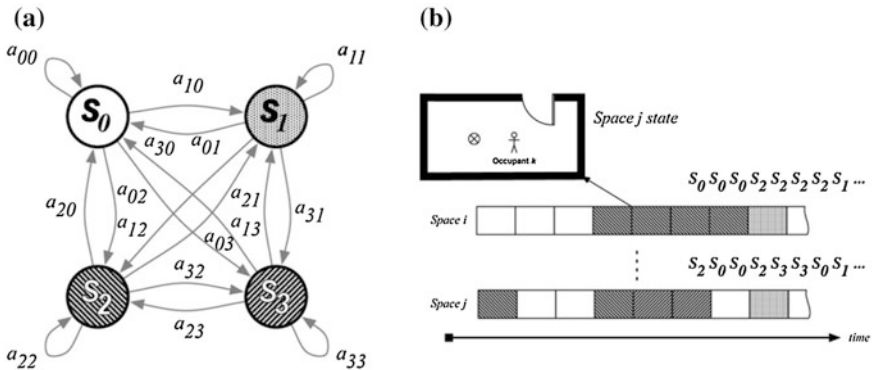 (a)
a00
a11
a10
S0
S1
a30
a01
a02
a21
a20
a12
a03
a13
a31
S2
a32
S3
a23
a22
a33
(b)
Space j state
Occupant k
S0 S0 S0 S2 S2 S2 S2 S1 ...
Space i
S2 S0 S0 S2 S3 S3 S0 S1 ...
Space j
time